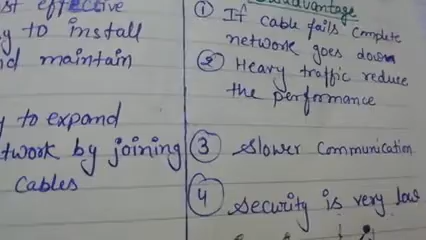 st effective
y to install
nd maintain
y to expand
twork by joining
cables
disadvantage
① If cable fails complete
network goes down
② Heavy traffic reduce
the performance
③ slower communication
④ security is very low